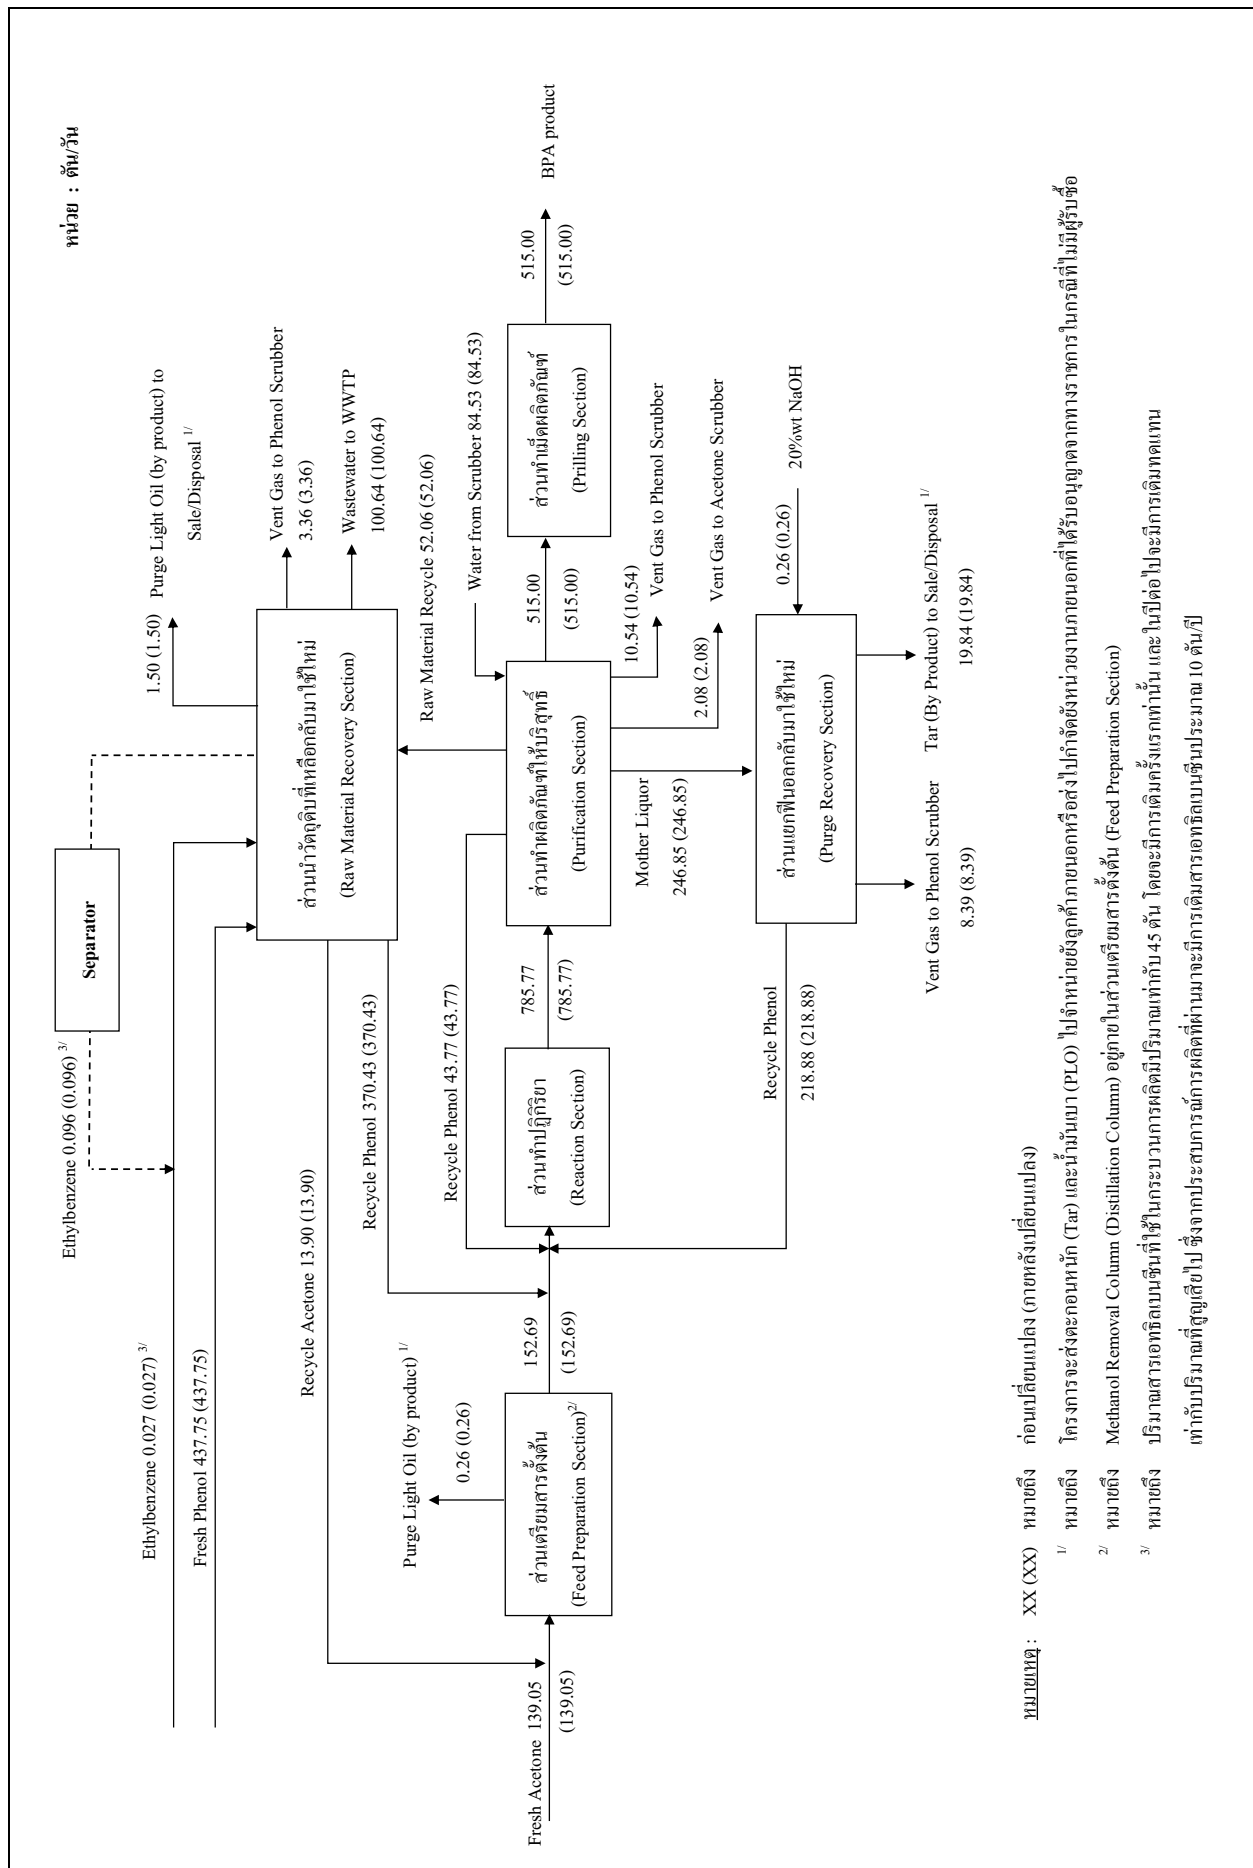 หน่วย : ตัน/วัน
Ethylbenzene 0.096 (0.096) 3/
Separator
Ethylbenzene 0.027 (0.027) 3/
Fresh Phenol 437.75 (437.75)
1.50 (1.50)
Purge Light Oil (by product) to
Sale/Disposal 1/
ส่วนนำวัตถุดิบที่เหลือกลับมาใช้ใหม่
(Raw Material Recovery Section)
Vent Gas to Phenol Scrubber
3.36 (3.36)
Wastewater to WWTP
100.64 (100.64)
Recycle Acetone 13.90 (13.90)
Recycle Phenol 370.43 (370.43)
Recycle Phenol 43.77 (43.77)
Raw Material Recycle 52.06 (52.06)
Water from Scrubber 84.53 (84.53)
Purge Light Oil (by product) 1/
0.26 (0.26)
Fresh Acetone 139.05
(139.05)
ส่วนเตรียมสารตั้งต้น
(Feed Preparation Section)2/
152.69
(152.69)
ส่วนทำปฏิกิริยา
(Reaction Section)
785.77
(785.77)
ส่วนทำผลิตภัณฑ์ให้บริสุทธิ์
(Purification Section)
515.00
(515.00)
ส่วนทำเม็ดผลิตภัณฑ์
(Prilling Section)
515.00
(515.00)
BPA product
Mother Liquor
246.85 (246.85)
10.54 (10.54)
Vent Gas to Phenol Scrubber
2.08 (2.08)
Vent Gas to Acetone Scrubber
Recycle Phenol
218.88 (218.88)
ส่วนแยกฟีนอลกลับมาใช้ใหม่
(Purge Recovery Section)
0.26 (0.26)
20%wt NaOH
Vent Gas to Phenol Scrubber
8.39 (8.39)
Tar (By Product) to Sale/Disposal 1/
19.84 (19.84)
หมายเหตุ : XX (XX) หมายถึง ก่อนเปลี่ยนแปลง (ภายหลังเปลี่ยนแปลง)
1/ หมายถึง โครงการจะส่งตะกอนหนัก (Tar) และน้ำมันเบา (PLO) ไปจำหน่ายยังลูกค้าภายนอกหรือส่งไปกำจัดยังหน่วยงานภายนอกที่ได้รับอนุญาตจากทางราชการในกรณีที่ไม่มีผู้รับซื้อ
2/ หมายถึง Methanol Removal Column (Distillation Column) อยู่ภายในส่วนเตรียมสารตั้งต้น (Feed Preparation Section)
3/ หมายถึง ปริมาณสารเอทธิลเบนซีนที่ใช้ในกระบวนการผลิตมีปริมาณเท่ากับ 45 ตัน โดยจะมีการเติมครั้งแรกเท่านั้น และในปีต่อไปจะมีการเติมทดแทน
เท่ากับปริมาณที่สูญเสียไป ซึ่งจากประสบการณ์การผลิตที่ผ่านมาจะมีการเติมสารเอทธิลเบนซีนประมาณ 10 ตัน/ปี